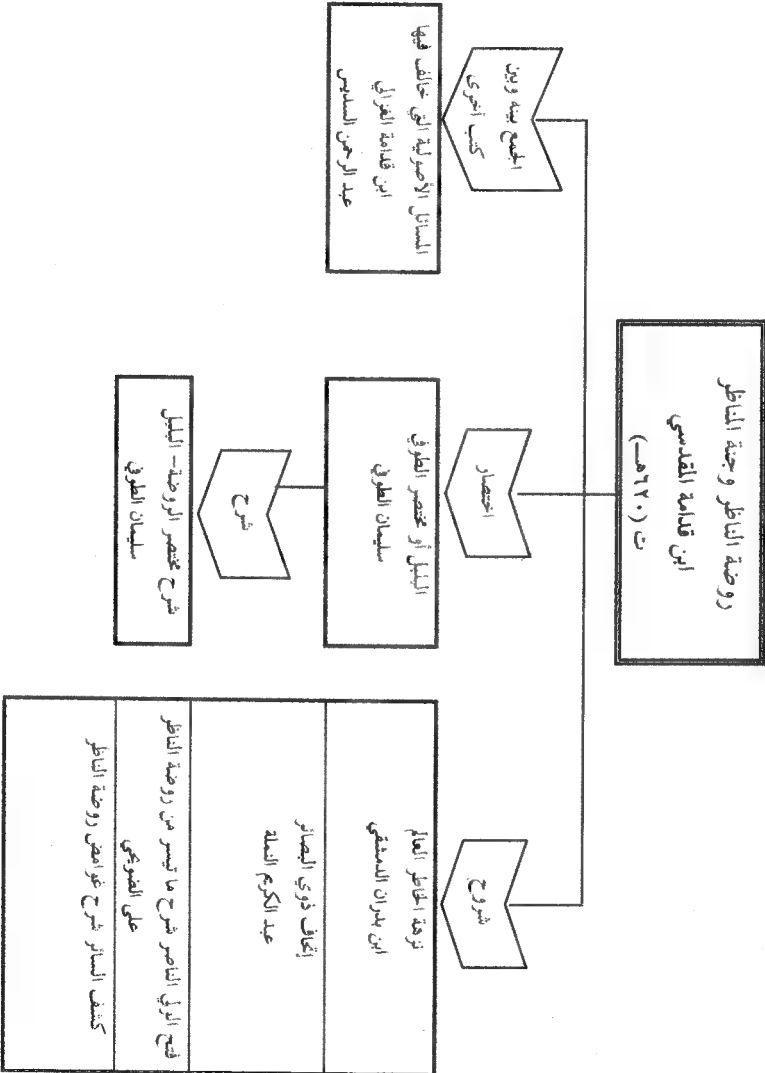 روضة الناظر وجنة المناظر
ابن قدامة المقدسي
ت (٦٢٠هـ)
شروح
نزهة الخاطر العاطر
ابن بدران الدمشقي
إتحاف ذوي البصائر
عبد الكريم النملة
فتح الولي الناصر شرح ما تيسر من روضة الناظر
علي الضويحي
كشف الساتر شرح غوامض روضة الناظر
اختصار
البلبل أو مختصر الطوفي
سليمان الطوفي
شرح
شرح مختصر الروضة – البلبل
سليمان الطوفي
الجمع بينه وبين
كتب أخرى
المسائل الأصولية التي خالف فيها
ابن قدامة الغزالي
عبد الرحمن السديس